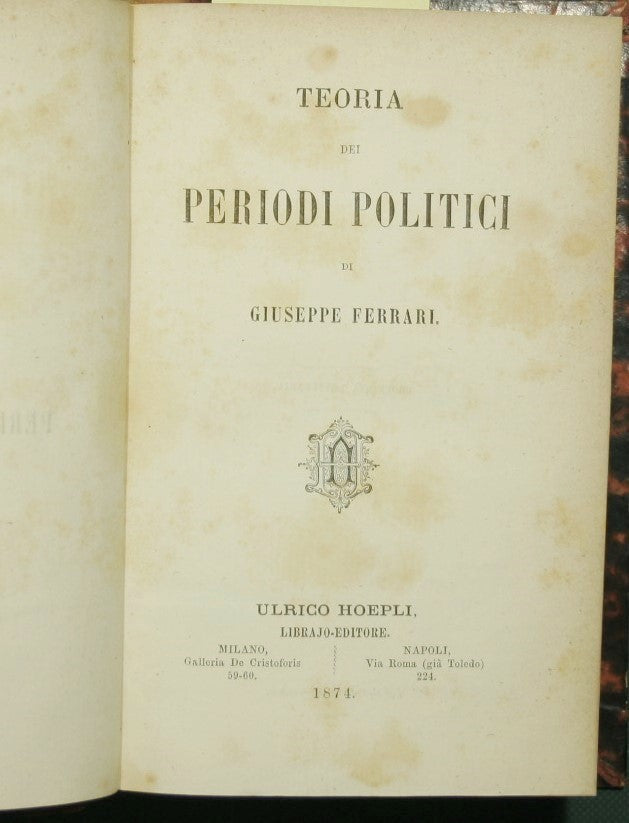 TEORIA
DEI
PERIODI POLITICI
DI
GIUSEPPE FERRARI.
ULRICO HOEPLI,
LIBRAJO-EDITORE.
MILANO,
Galleria De Cristoforis
59-60.
NAPOLI,
Via Roma (già Toledo)
224.
1874.